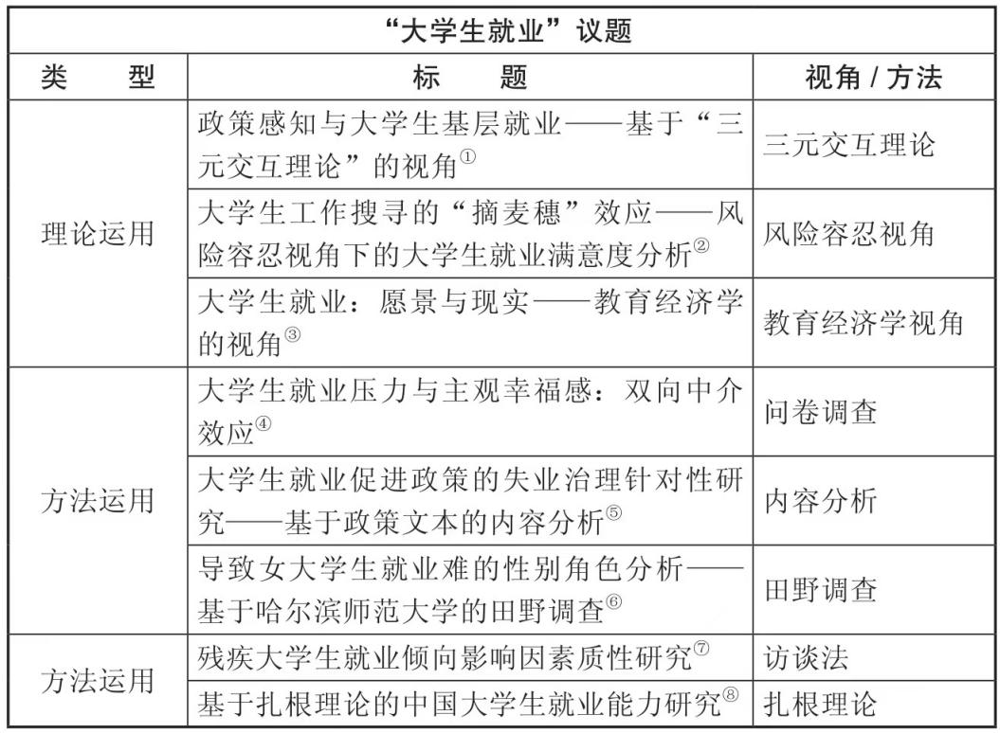 “大学生就业”议题
类 型 标 题 视角/方法
理论运用
政策感知与大学生基层就业——基于“三
元交互理论”的视角①
三元交互理论
大学生工作搜寻的“摘麦穗”效应——风
险容忍视角下的大学生就业满意度分析②
风险容忍视角
大学生就业：愿景与现实——教育经济学
的视角③
教育经济学视角
方法运用
大学生就业压力与主观幸福感：双向中介
效应④
问卷调查
大学生就业促进政策的失业治理针对性研
究——基于政策文本的内容分析⑤
内容分析
导致女大学生就业难的性别角色分析——
基于哈尔滨师范大学的田野调查⑥
田野调查
方法运用
残疾大学生就业倾向影响因素质性研究⑦
访谈法
基于扎根理论的中国大学生就业能力研究⑧
扎根理论